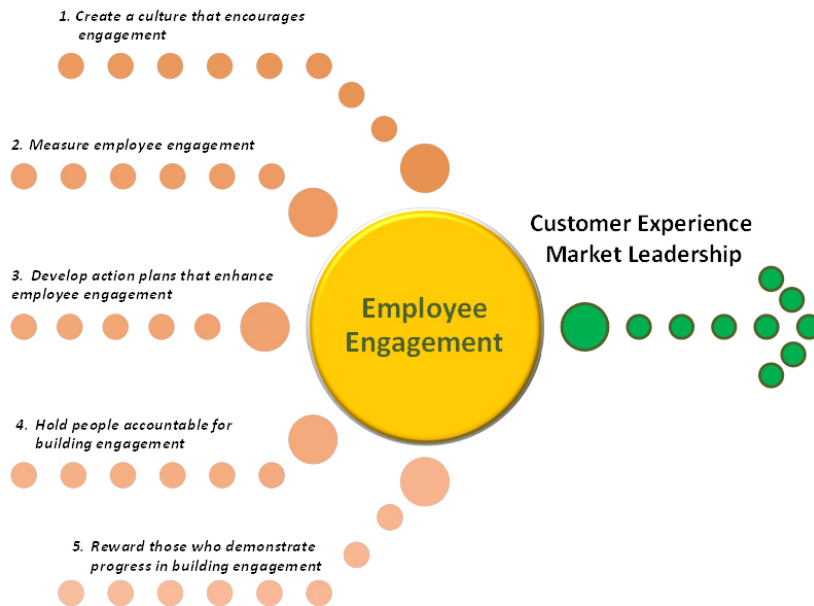 1. Create a culture that encourages
engagement
2. Measure employee engagement
Customer Experience
Market Leadership
3. Develop action plans that enhance
employee engagement
Employee
Engagement
4. Hold people accountable for
building engagement
5. Reward those who demonstrate
progress in building engagement